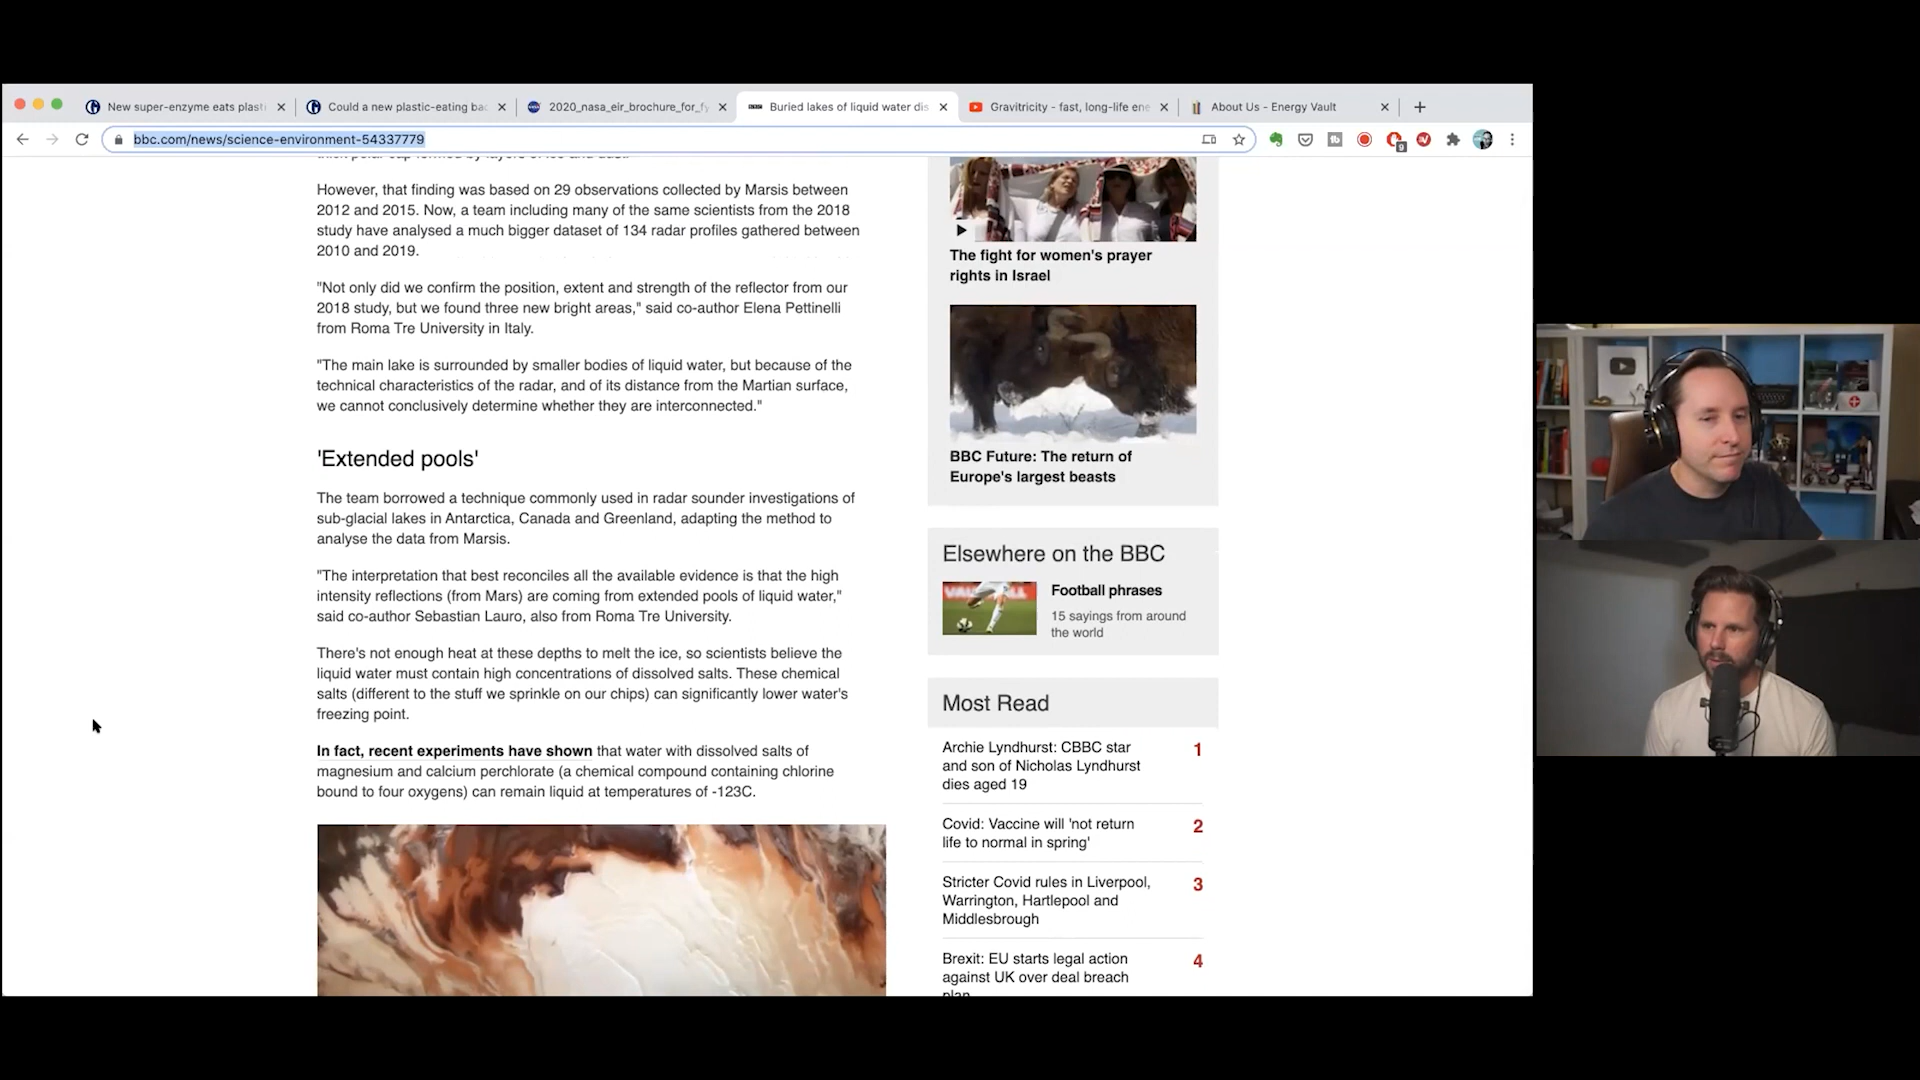 New super-enzyme eats plasti
Could a new plastic-eating bac
2020_nasa_eir_brochure_for_fy
Buried lakes of liquid water dis
Gravitricity - fast, long-life ene
About Us - Energy Vault
bbc.com/news/science-environment-54337779
However, that finding was based on 29 observations collected by Marsis between
2012 and 2015. Now, a team including many of the same scientists from the 2018
study have analysed a much bigger dataset of 134 radar profiles gathered between
2010 and 2019.
"Not only did we confirm the position, extent and strength of the reflector from our
2018 study, but we found three new bright areas," said co-author Elena Pettinelli
from Roma Tre University in Italy.
"The main lake is surrounded by smaller bodies of liquid water, but because of the
technical characteristics of the radar, and of its distance from the Martian surface,
we cannot conclusively determine whether they are interconnected."
'Extended pools'
The team borrowed a technique commonly used in radar sounder investigations of
sub-glacial lakes in Antarctica, Canada and Greenland, adapting the method to
analyse the data from Marsis.
"The interpretation that best reconciles all the available evidence is that the high
intensity reflections (from Mars) are coming from extended pools of liquid water,"
said co-author Sebastian Lauro, also from Roma Tre University.
There's not enough heat at these depths to melt the ice, so scientists believe the
liquid water must contain high concentrations of dissolved salts. These chemical
salts (different to the stuff we sprinkle on our chips) can significantly lower water's
freezing point.
In fact, recent experiments have shown that water with dissolved salts of
magnesium and calcium perchlorate (a chemical compound containing chlorine
bound to four oxygens) can remain liquid at temperatures of -123C.
The fight for women's prayer
rights in Israel
BBC Future: The return of
Europe's largest beasts
Elsewhere on the BBC
Football phrases
15 sayings from around
the world
Most Read
Archie Lyndhurst: CBBC star
and son of Nicholas Lyndhurst
dies aged 19
1
Covid: Vaccine will 'not return
life to normal in spring'
2
Stricter Covid rules in Liverpool,
Warrington, Hartlepool and
Middlesbrough
3
Brexit: EU starts legal action
against UK over deal breach
plan
4